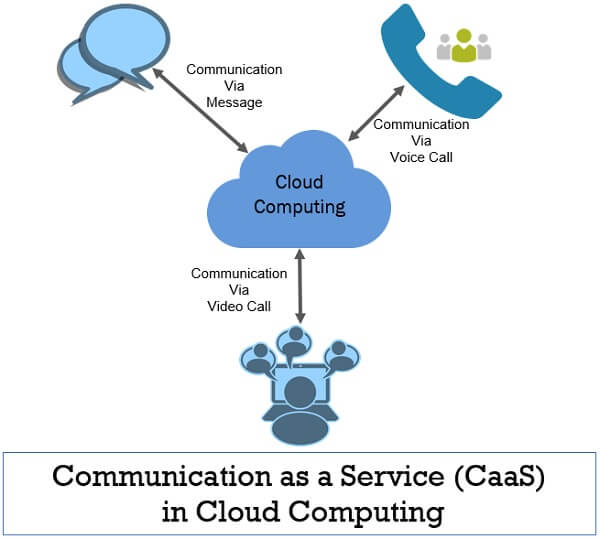 Communication
Via
Message
Communication
Via
Voice Call
Cloud
Computing
Communication
Via
Video Call
Communication as a Service (CaaS)
in Cloud Computing